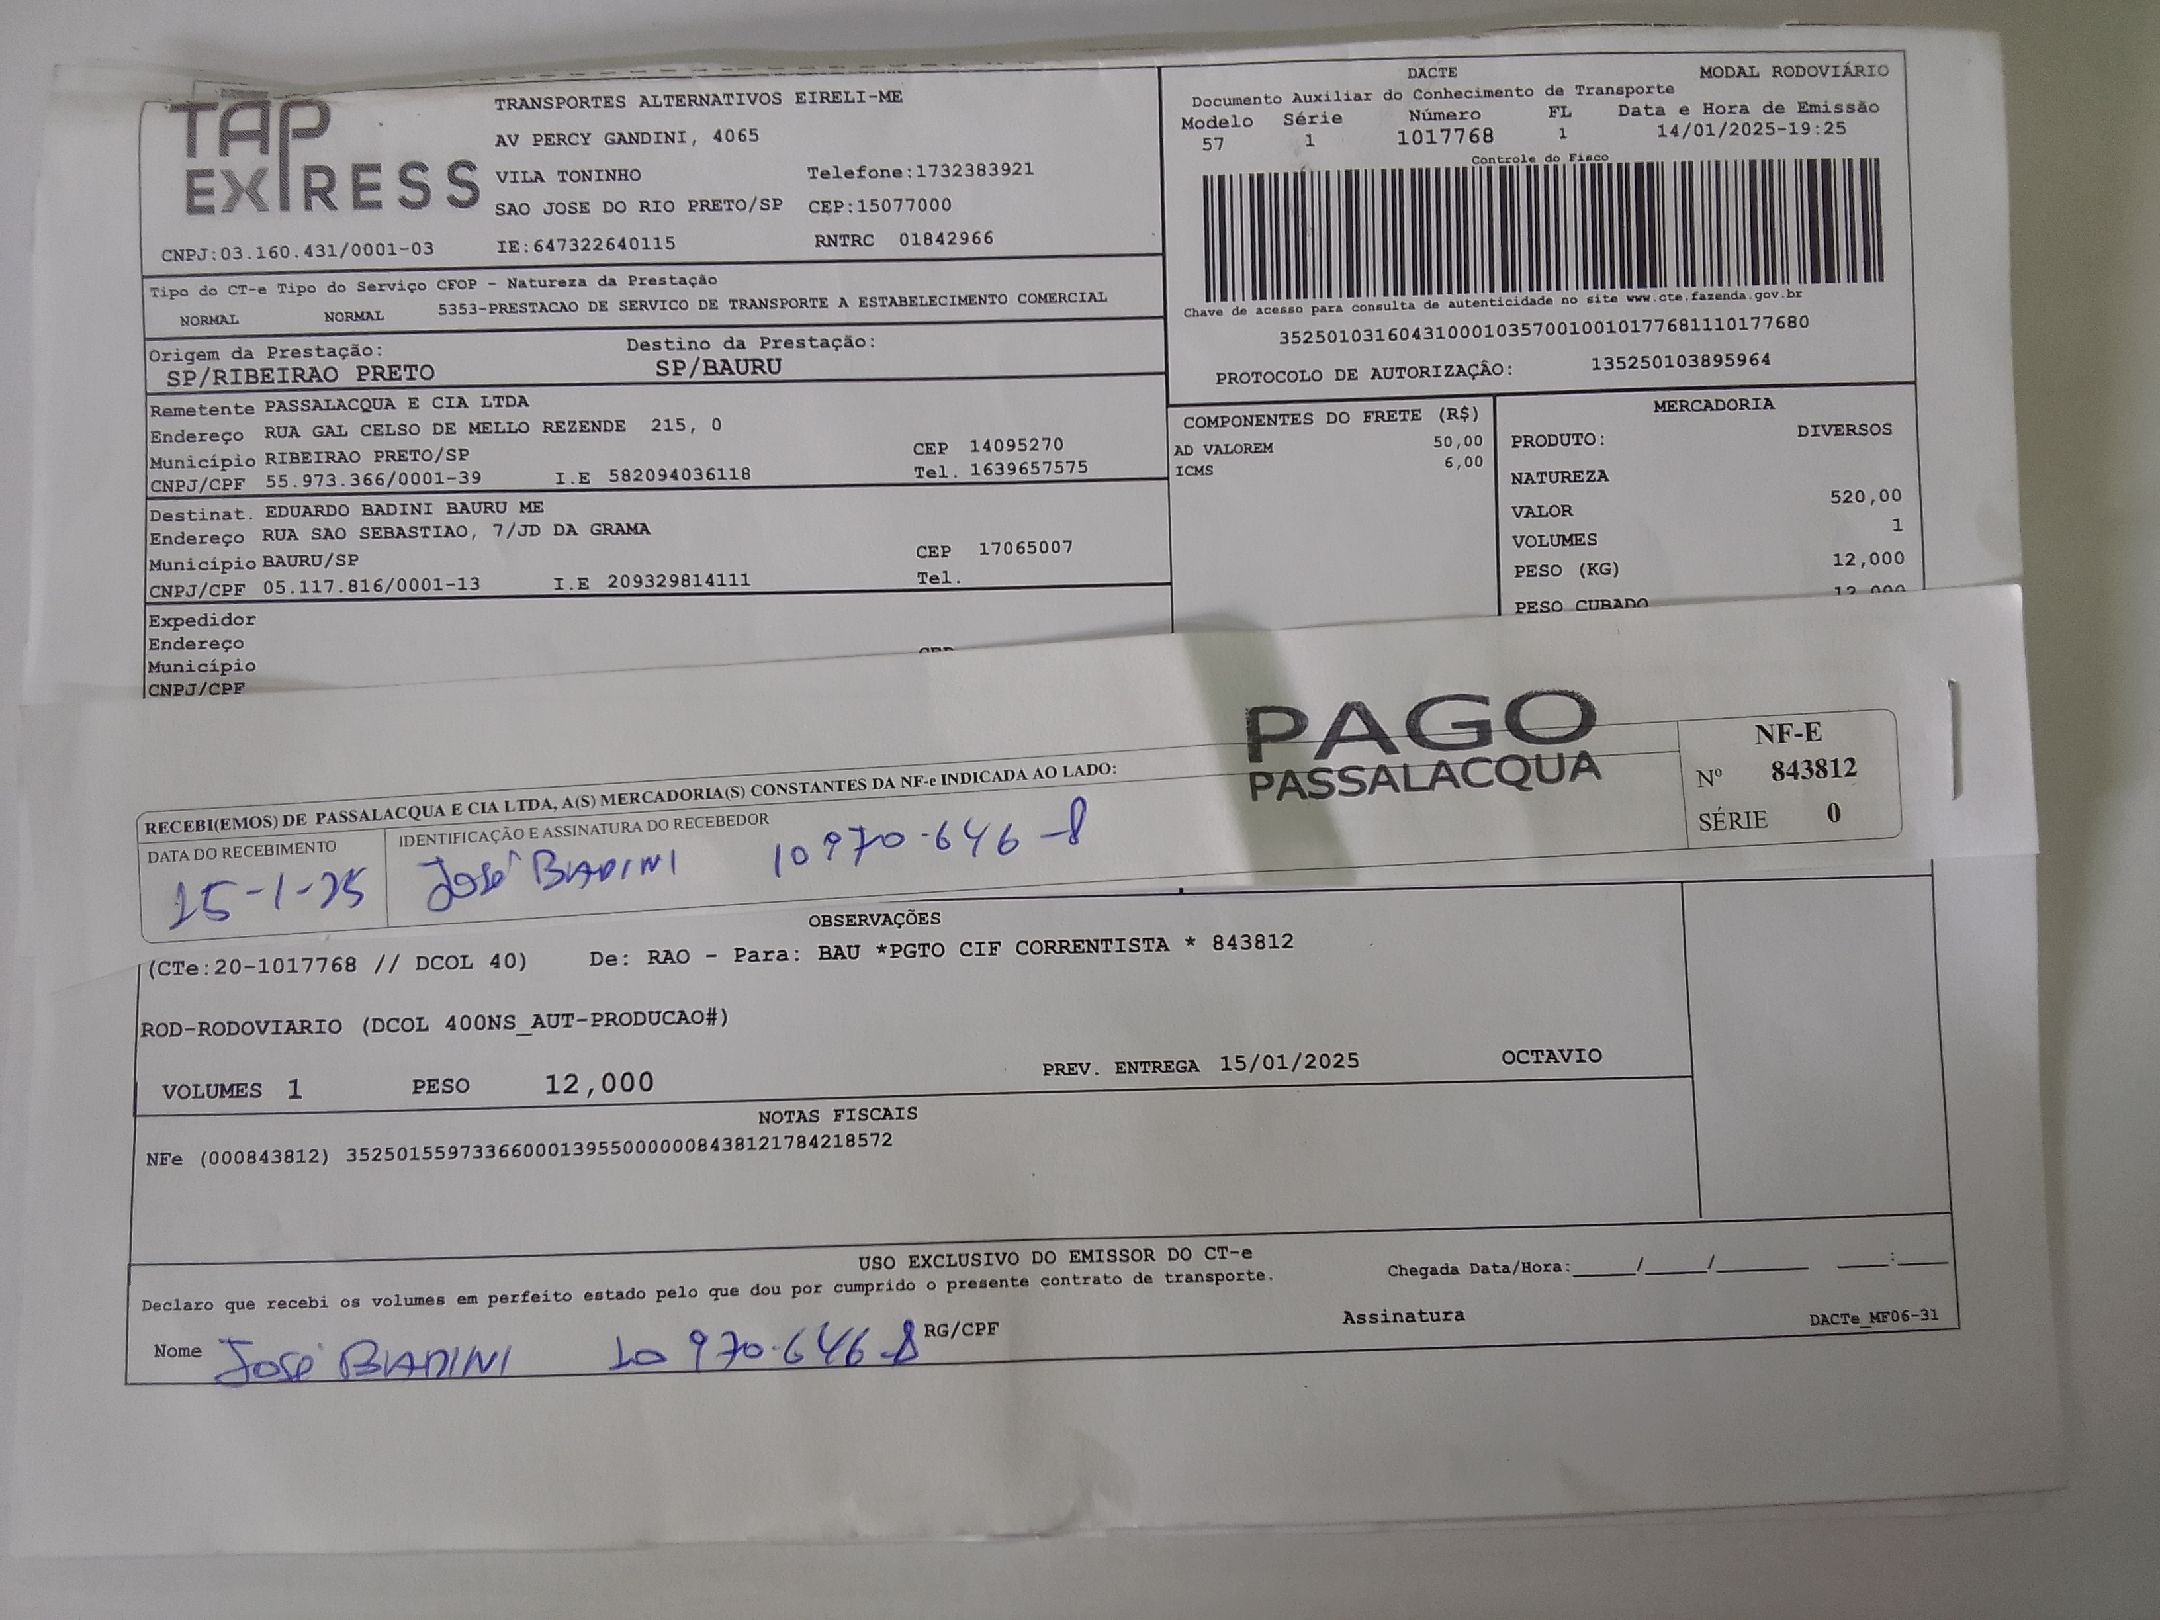 TAP EXPRESS
TRANSPORTES ALTERNATIVOS EIRELI-ME
AV PERCY GANDINI, 4065
VILA TONINHO Telefone:1732383921
SAO JOSE DO RIO PRETO/SP CEP:15077000
CNPJ:03.160.431/0001-03 IE:647322640115 RNTRC 01842966
DACTE MODAL RODOVIÁRIO
Documento Auxiliar do Conhecimento de Transporte
Modelo Série Número FL Data e Hora de Emissão
57 1 1017768 1 14/01/2025-19:25
Controle do Fisco
Chave de acesso para consulta de autenticidade no site www.cte.fazenda.gov.br
35250103160431000103570010010177681110177680
PROTOCOLO DE AUTORIZAÇÂO: 135250103895964
Tipo do CT-e Tipo do Serviço CFOP - Natureza da Prestação
NORMAL NORMAL 5353-PRESTACAO DE SERVICO DE TRANSPORTE A ESTABELECIMENTO COMERCIAL
Origem da Prestação: Destino da Prestação:
SP/RIBEIRAO PRETO SP/BAURU
Remetente PASSALACQUA E CIA LTDA
Endereço RUA GAL CELSO DE MELLO REZENDE 215, 0
Município RIBEIRAO PRETO/SP CEP 14095270
CNPJ/CPF 55.973.366/0001-39 I.E 582094036118 Tel. 1639657575
Destinat. EDUARDO BADINI BAURU ME
Endereço RUA SAO SEBASTIAO, 7/JD DA GRAMA
Município BAURU/SP CEP 17065007
CNPJ/CPF 05.117.816/0001-13 I.E 209329814111 Tel.
Expedidor
Endereço
Município
CNPJ/CPF
COMPONENTES DO FRETE (R$)
AD VALOREM 50,00
ICMS 6,00
MERCADORIA
PRODUTO: DIVERSOS
NATUREZA
VALOR 520,00
VOLUMES 1
PESO (KG) 12,000
PESO CUBADO 12,000
PAGO
PASSALACQUA
RECEBI(EMOS) DE PASSALACQUA E CIA LTDA, A(S) MERCADORIA(S) CONSTANTES DA NF-e INDICADA AO LADO:
DATA DO RECEBIMENTO IDENTIFICAÇÃO E ASSINATURA DO RECEBEDOR
15-1-25 José BADINI 10 970.646-8
NF-E
Nº 843812
SÉRIE 0
OBSERVAÇÕES
(CTe:20-1017768 // DCOL 40) De: RAO - Para: BAU *PGTO CIF CORRENTISTA * 843812
ROD-RODOVIARIO (DCOL 400NS_AUT-PRODUCAO#)
VOLUMES 1 PESO 12,000 PREV. ENTREGA 15/01/2025 OCTAVIO
NOTAS FISCAIS
NFe (000843812) 35250155973366000139550000008438121784218572
USO EXCLUSIVO DO EMISSOR DO CT-e
Declaro que recebi os volumes em perfeito estado pelo que dou por cumprido o presente contrato de transporte. Chegada Data/Hora:_____/_____/________ ____:____
Nome José BADINI 10 970.646-8 RG/CPF Assinatura DACTe_MF06-31